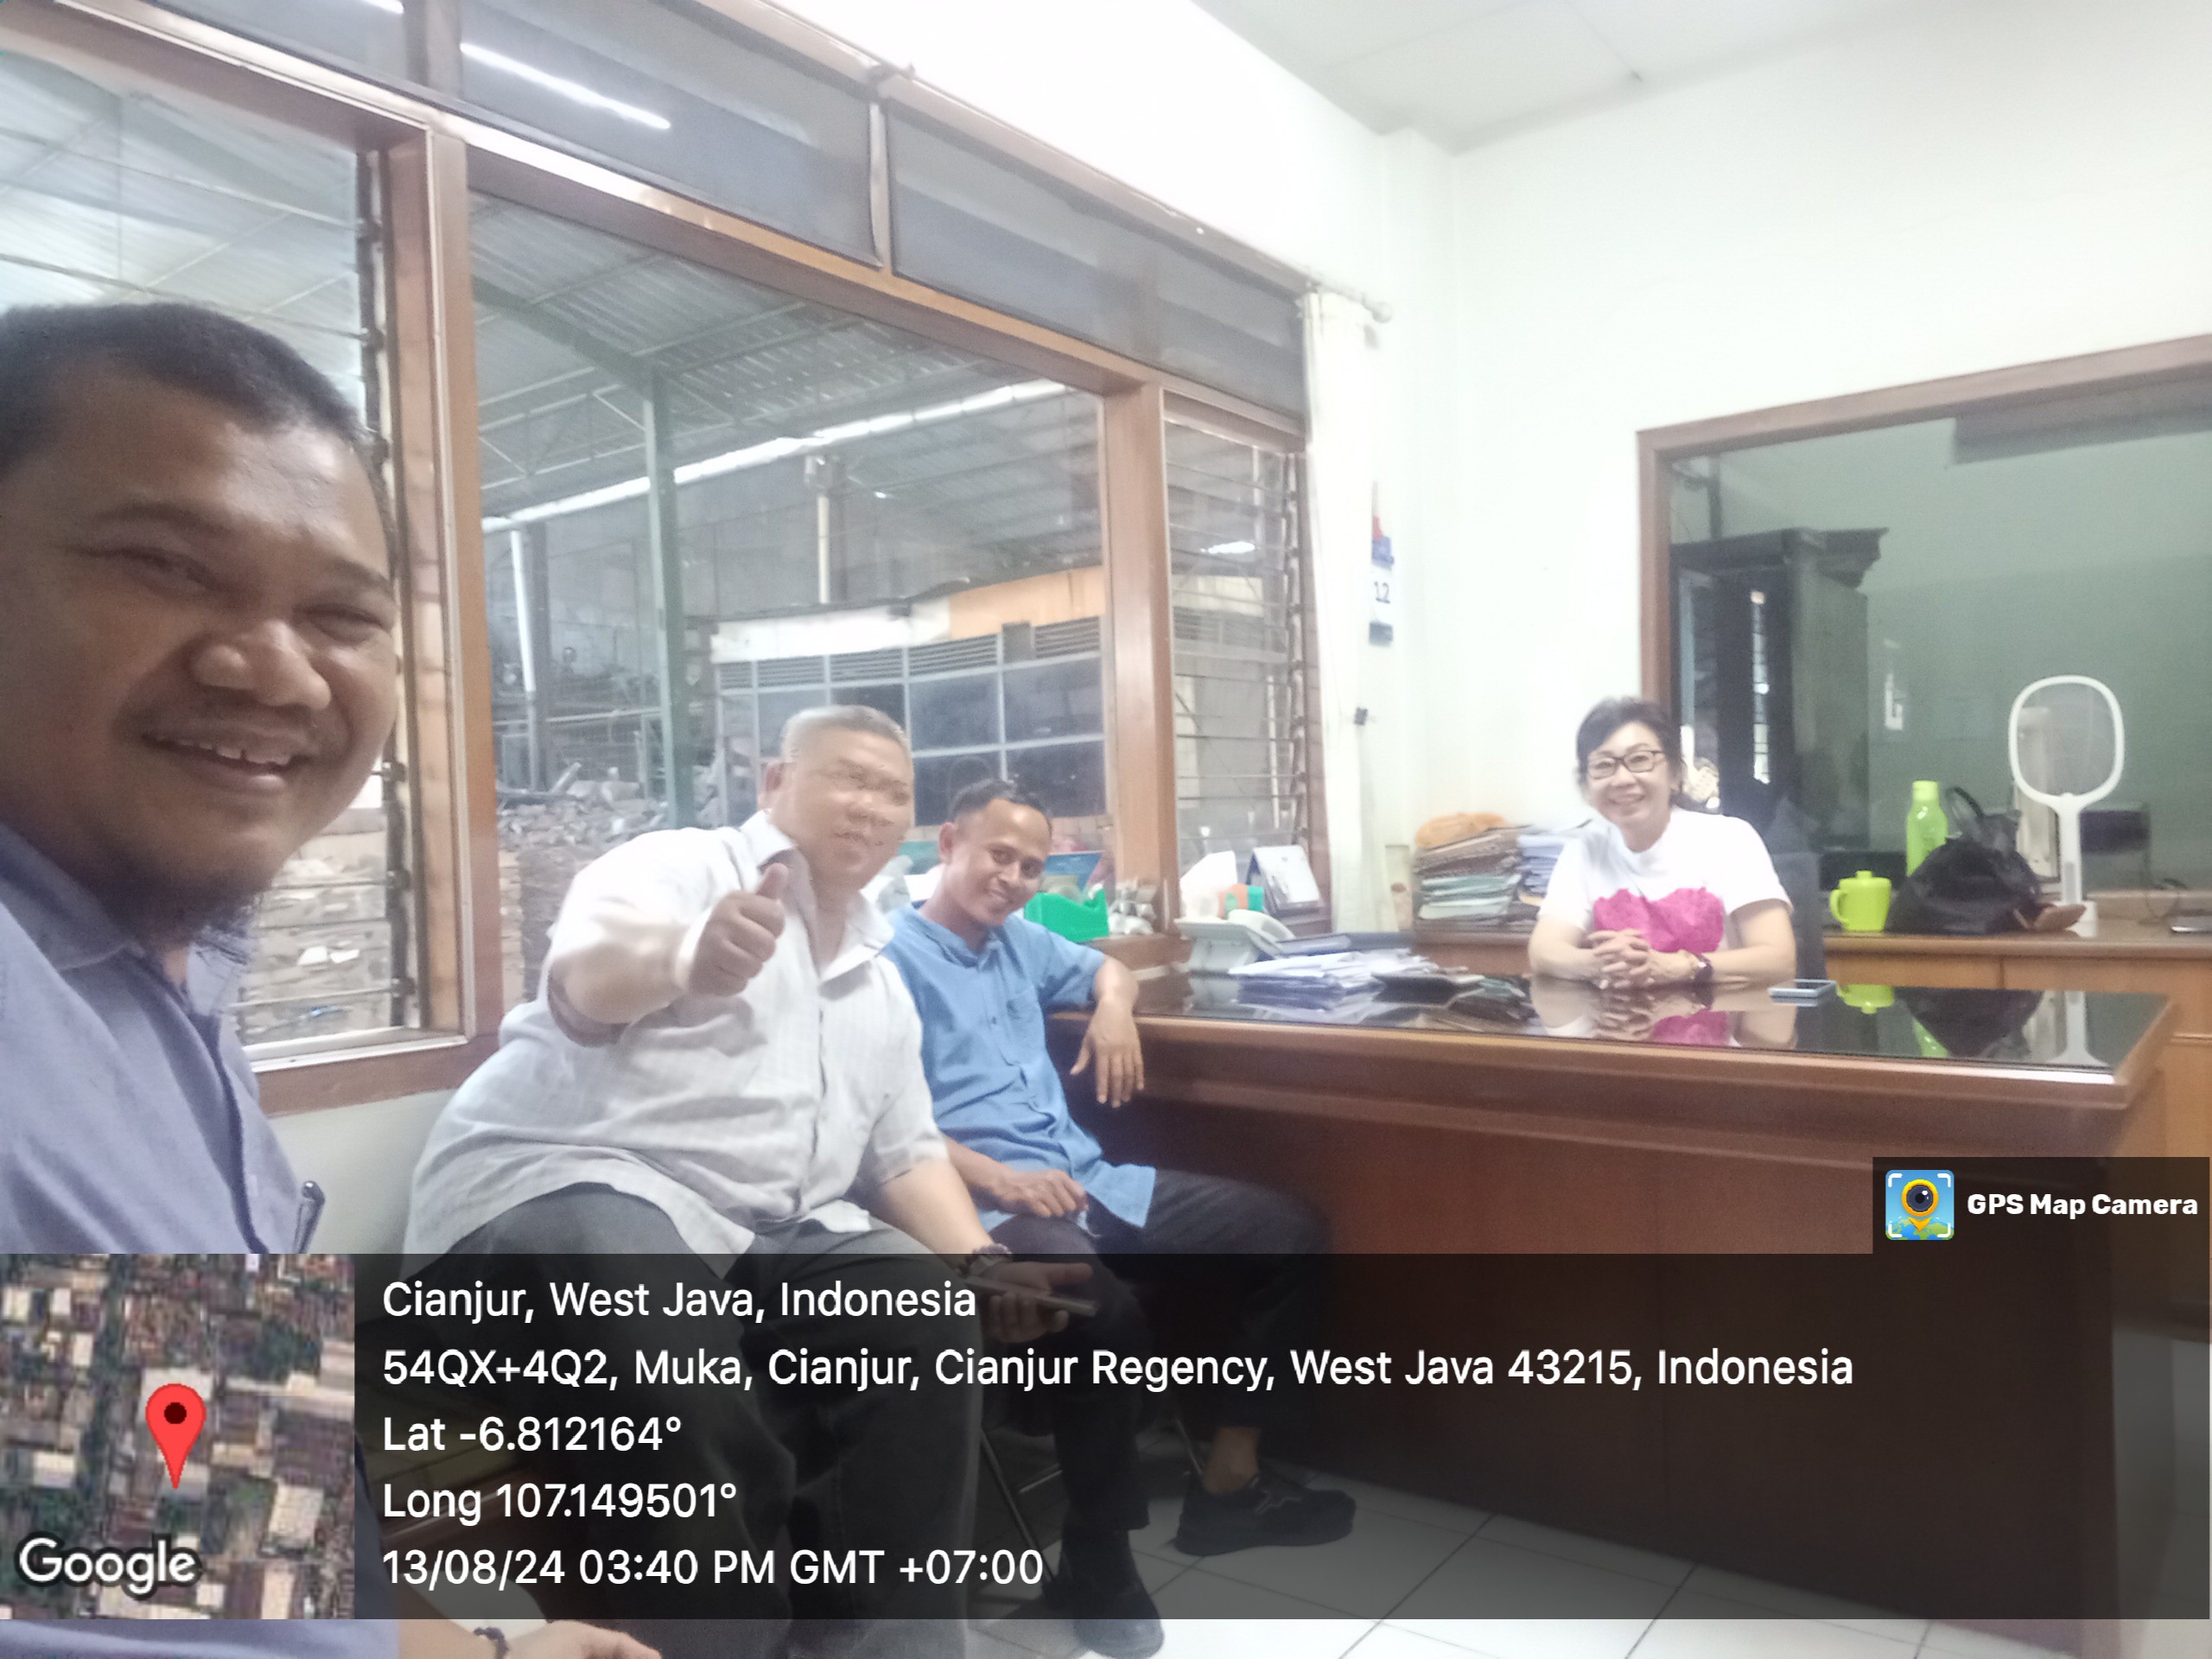 12
GPS Map Camera
Cianjur, West Java, Indonesia
54QX+4Q2, Muka, Cianjur, Cianjur Regency, West Java 43215, Indonesia
Lat -6.812164°
Long 107.149501°
13/08/24 03:40 PM GMT +07:00
Google